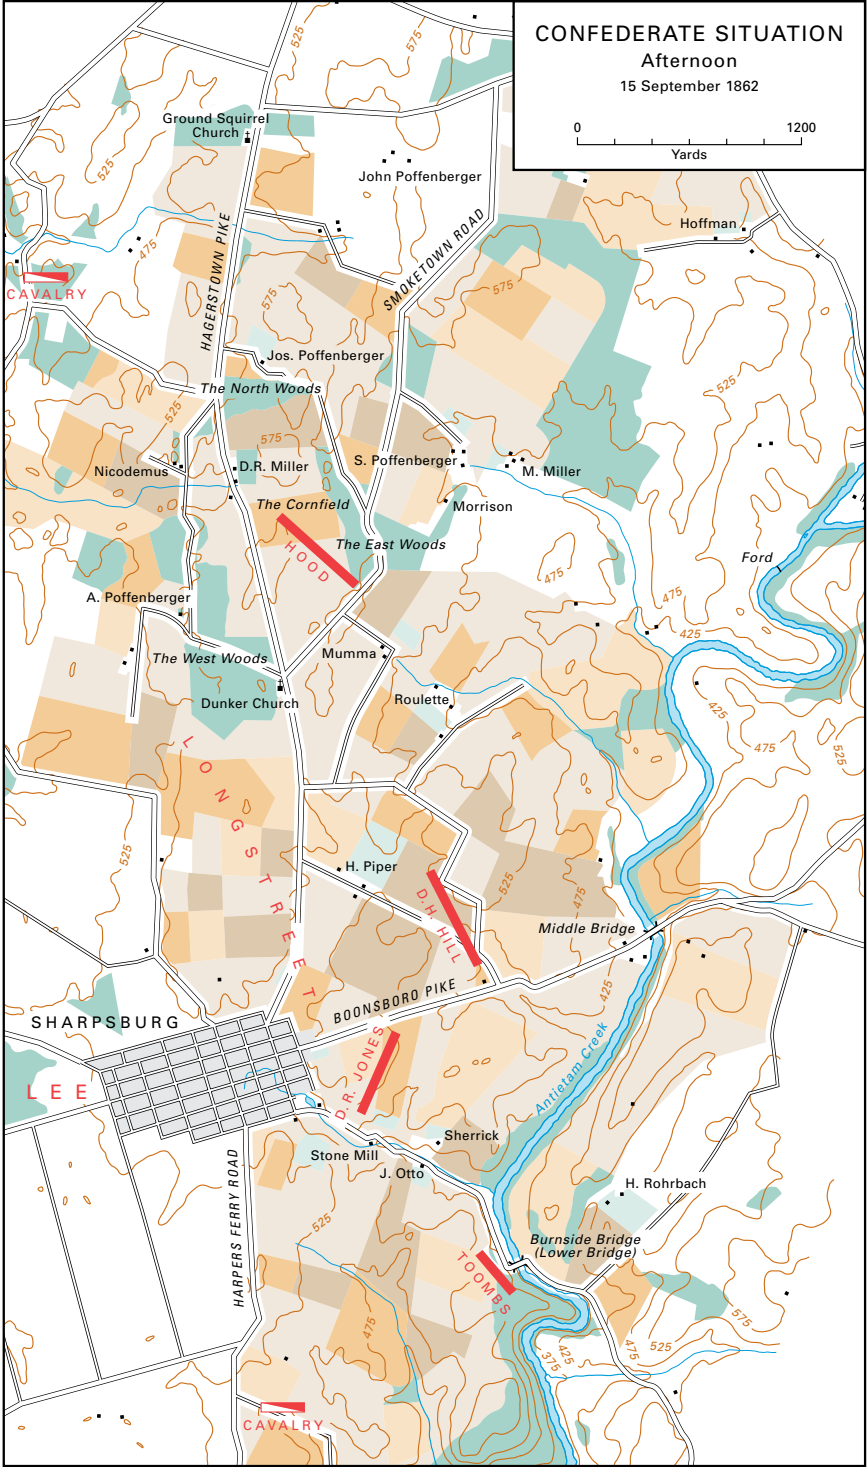 CONFEDERATE SITUATION
Afternoon
15 September 1862
0 1200
Yards
525
575
Ground Squirrel
Church
525
John Poffenberger
HAGERSTOWN PIKE
SMOKETOWN ROAD
Hoffman
475
CAVALRY
575
575
Jos. Poffenberger
The North Woods
525
525
575
Nicodemus
D.R. Miller
S. Poffenberger
M. Miller
The Cornfield
Morrison
HOOD
The East Woods
Ford
475
475
A. Poffenberger
425
The West Woods
Mumma
Dunker Church
Roulette
425
475
525
LONGSTREET
525
H. Piper
525
475
D.H. HILL
Middle Bridge
425
BOONSBORO PIKE
SHARPSBURG
LEE
D.R. JONES
Antietam Creek
Sherrick
Stone Mill
J. Otto
H. Rohrbach
HARPERS FERRY ROAD
525
Burnside Bridge
(Lower Bridge)
TOOMBS
475
575
475
525
425
375
CAVALRY